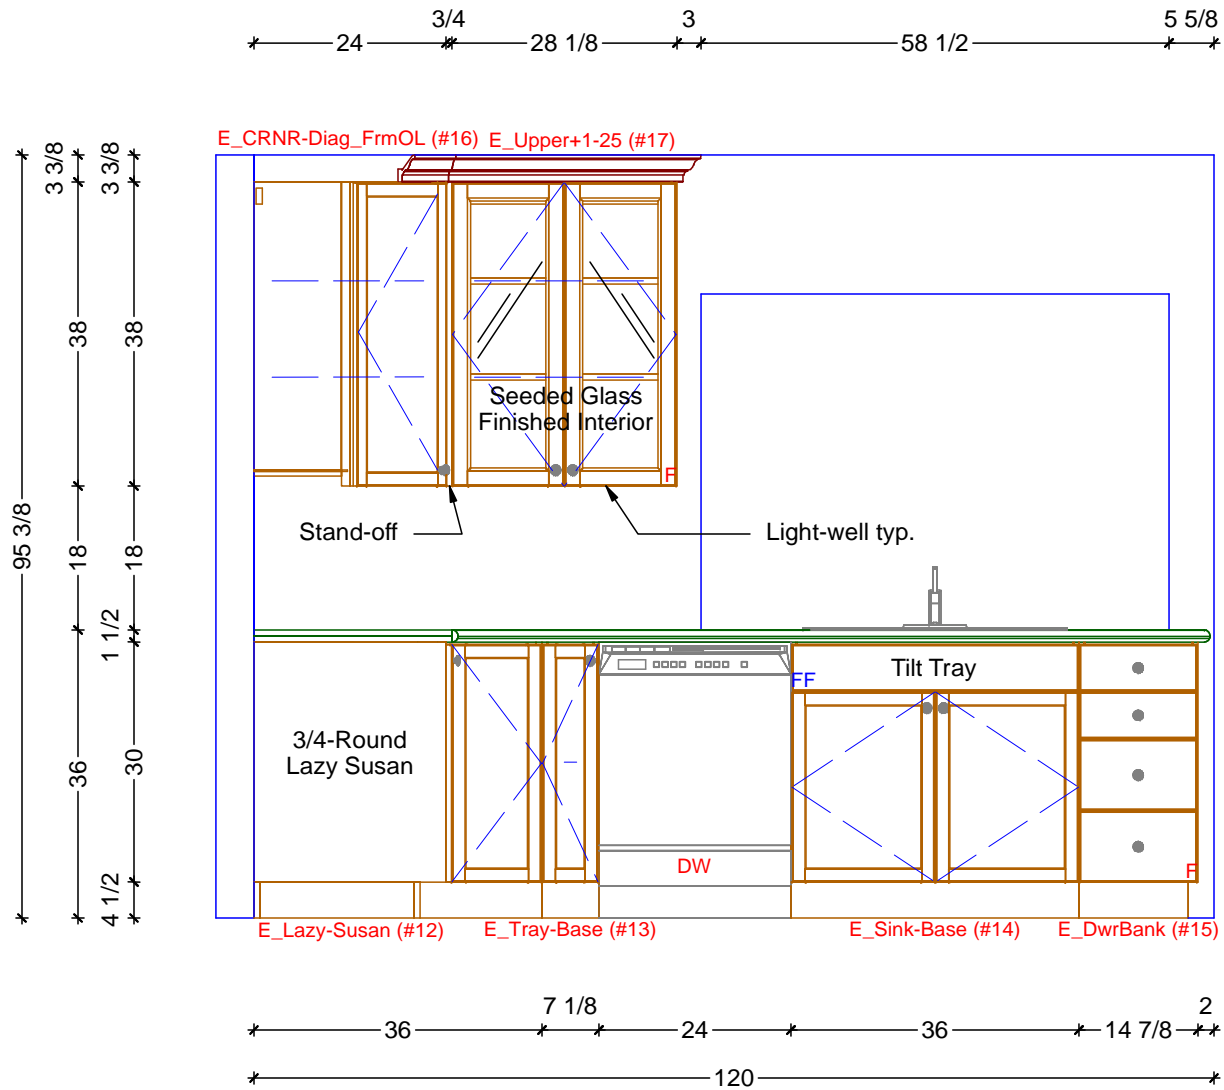 3/4
3
5 5/8
24
28 1/8
58 1/2
E_CRNR-Diag_FrmOL (#16)
E_Upper+1-25 (#17)
3 3/8
3 3/8
38
38
Seeded Glass
Finished Interior
F
Stand-off
Light-well typ.
95 3/8
18
18
1 1/2
FF
Tilt Tray
3/4-Round
Lazy Susan
36
30
DW
F
4 1/2
E_Lazy-Susan (#12)
E_Tray-Base (#13)
E_Sink-Base (#14)
E_DwrBank (#15)
7 1/8
2
36
24
36
14 7/8
120